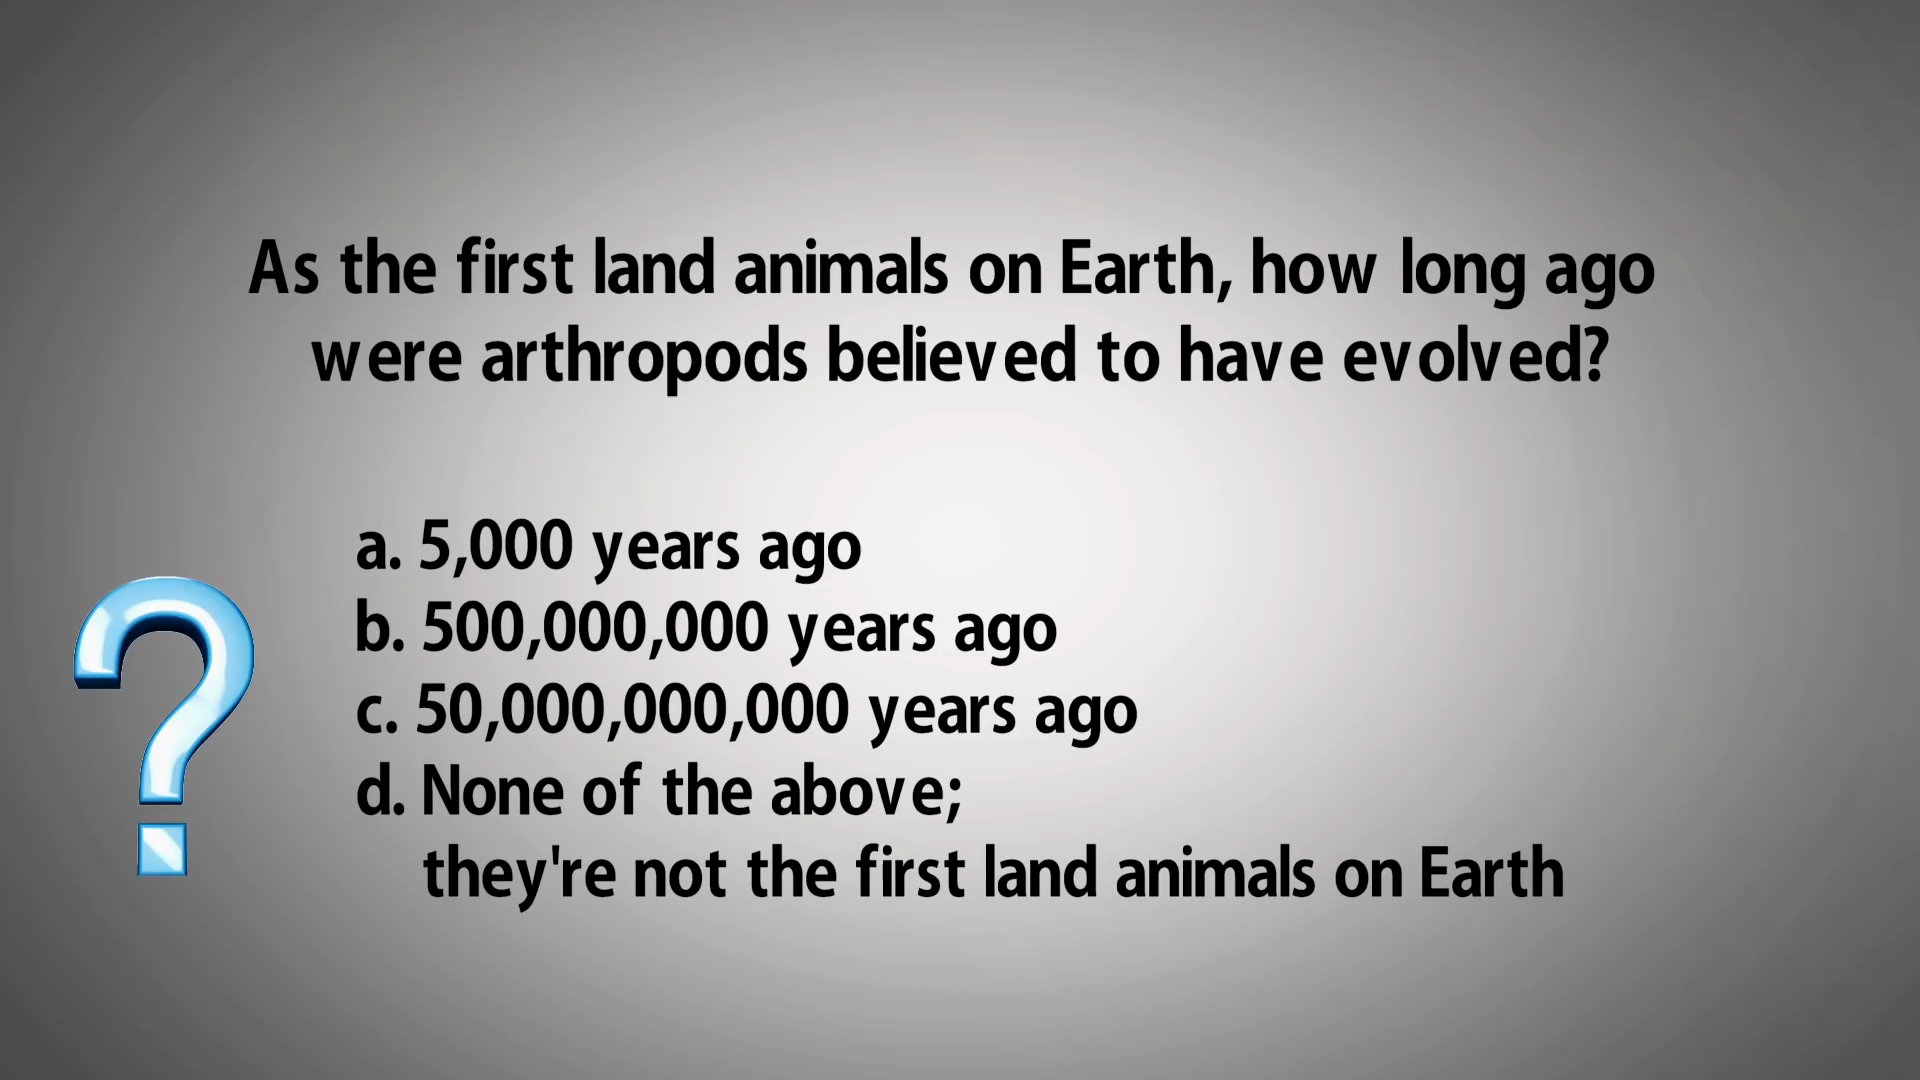 As the first land animals on Earth, how long ago
were arthropods believed to have evolved?
a. 5,000 years ago
b. 500,000,000 years ago
c. 50,000,000,000 years ago
d. None of the above;
they're not the first land animals on Earth
?